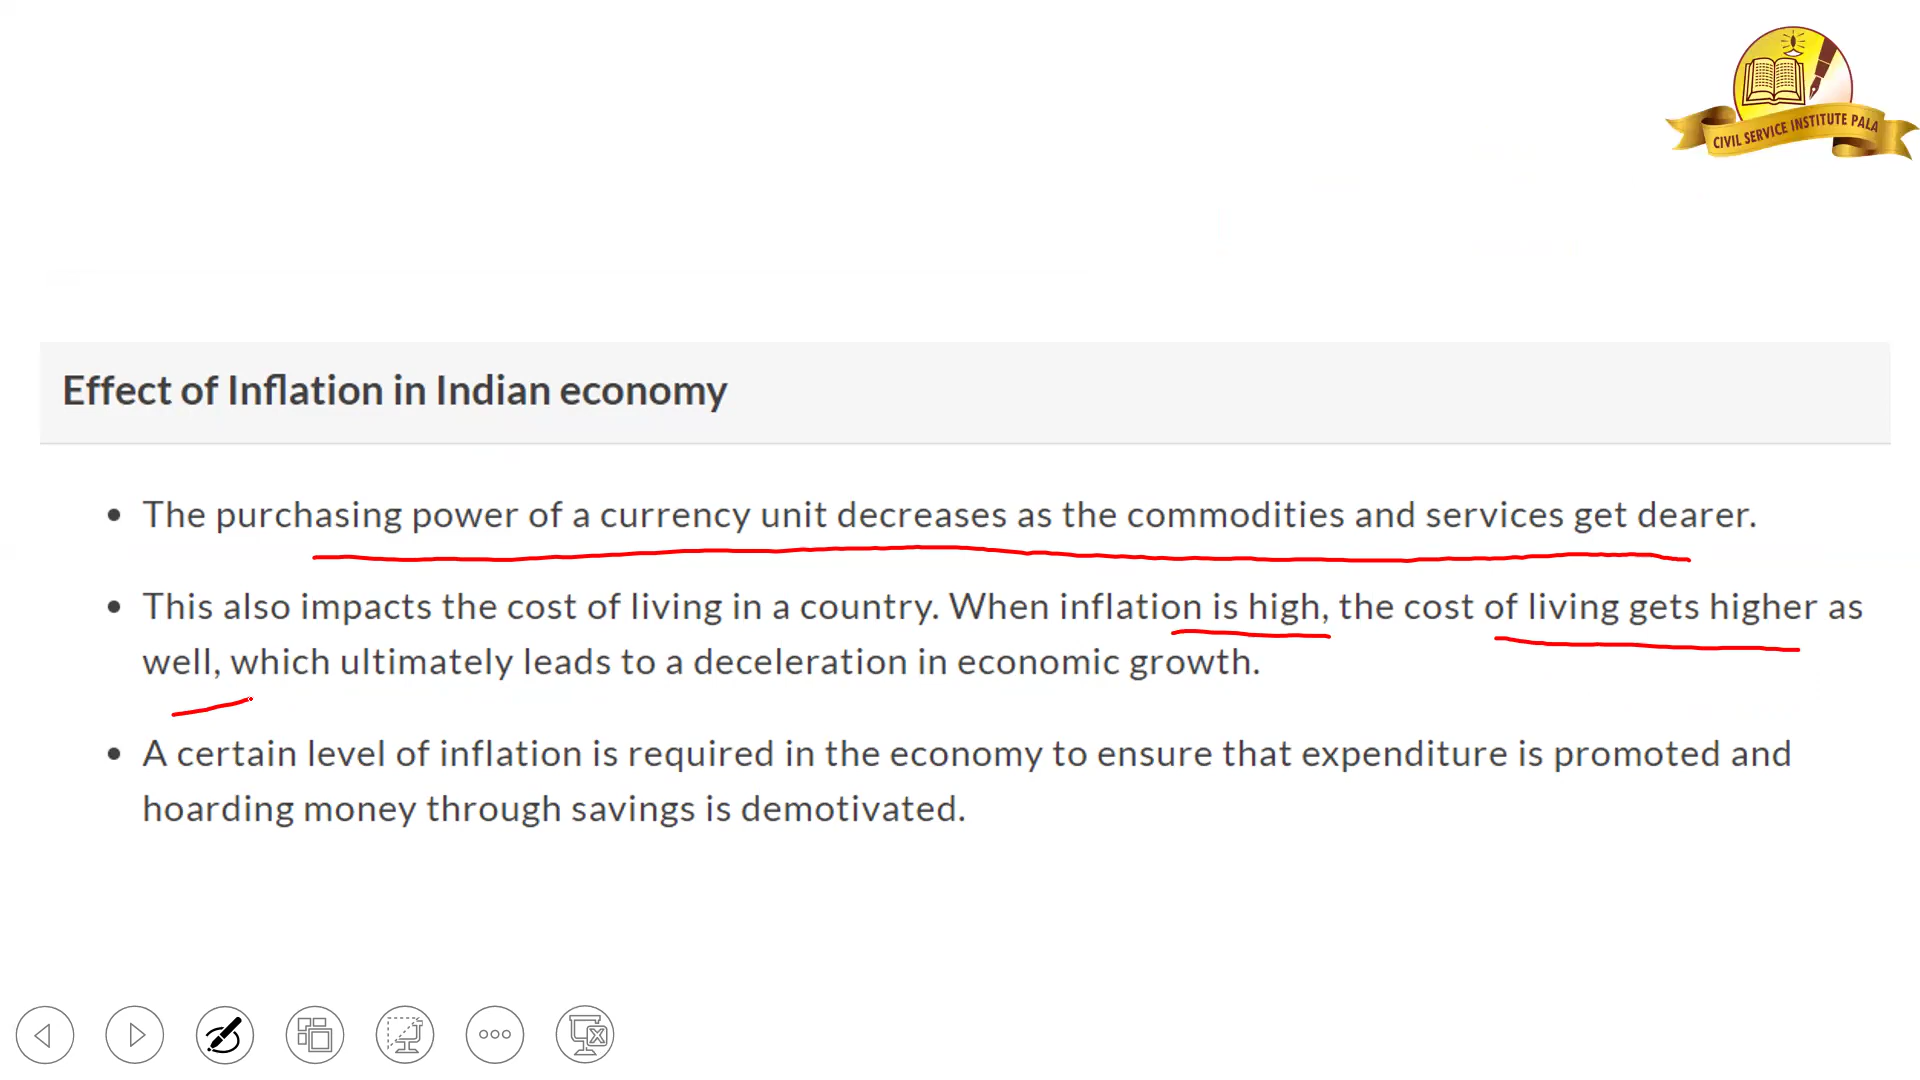 CIVIL SERVICE INSTITUTE PALA
Effect of Inflation in Indian economy
• The purchasing power of a currency unit decreases as the commodities and services get dearer.
• This also impacts the cost of living in a country. When inflation is high, the cost of living gets higher as
well, which ultimately leads to a deceleration in economic growth.
• A certain level of inflation is required in the economy to ensure that expenditure is promoted and
hoarding money through savings is demotivated.